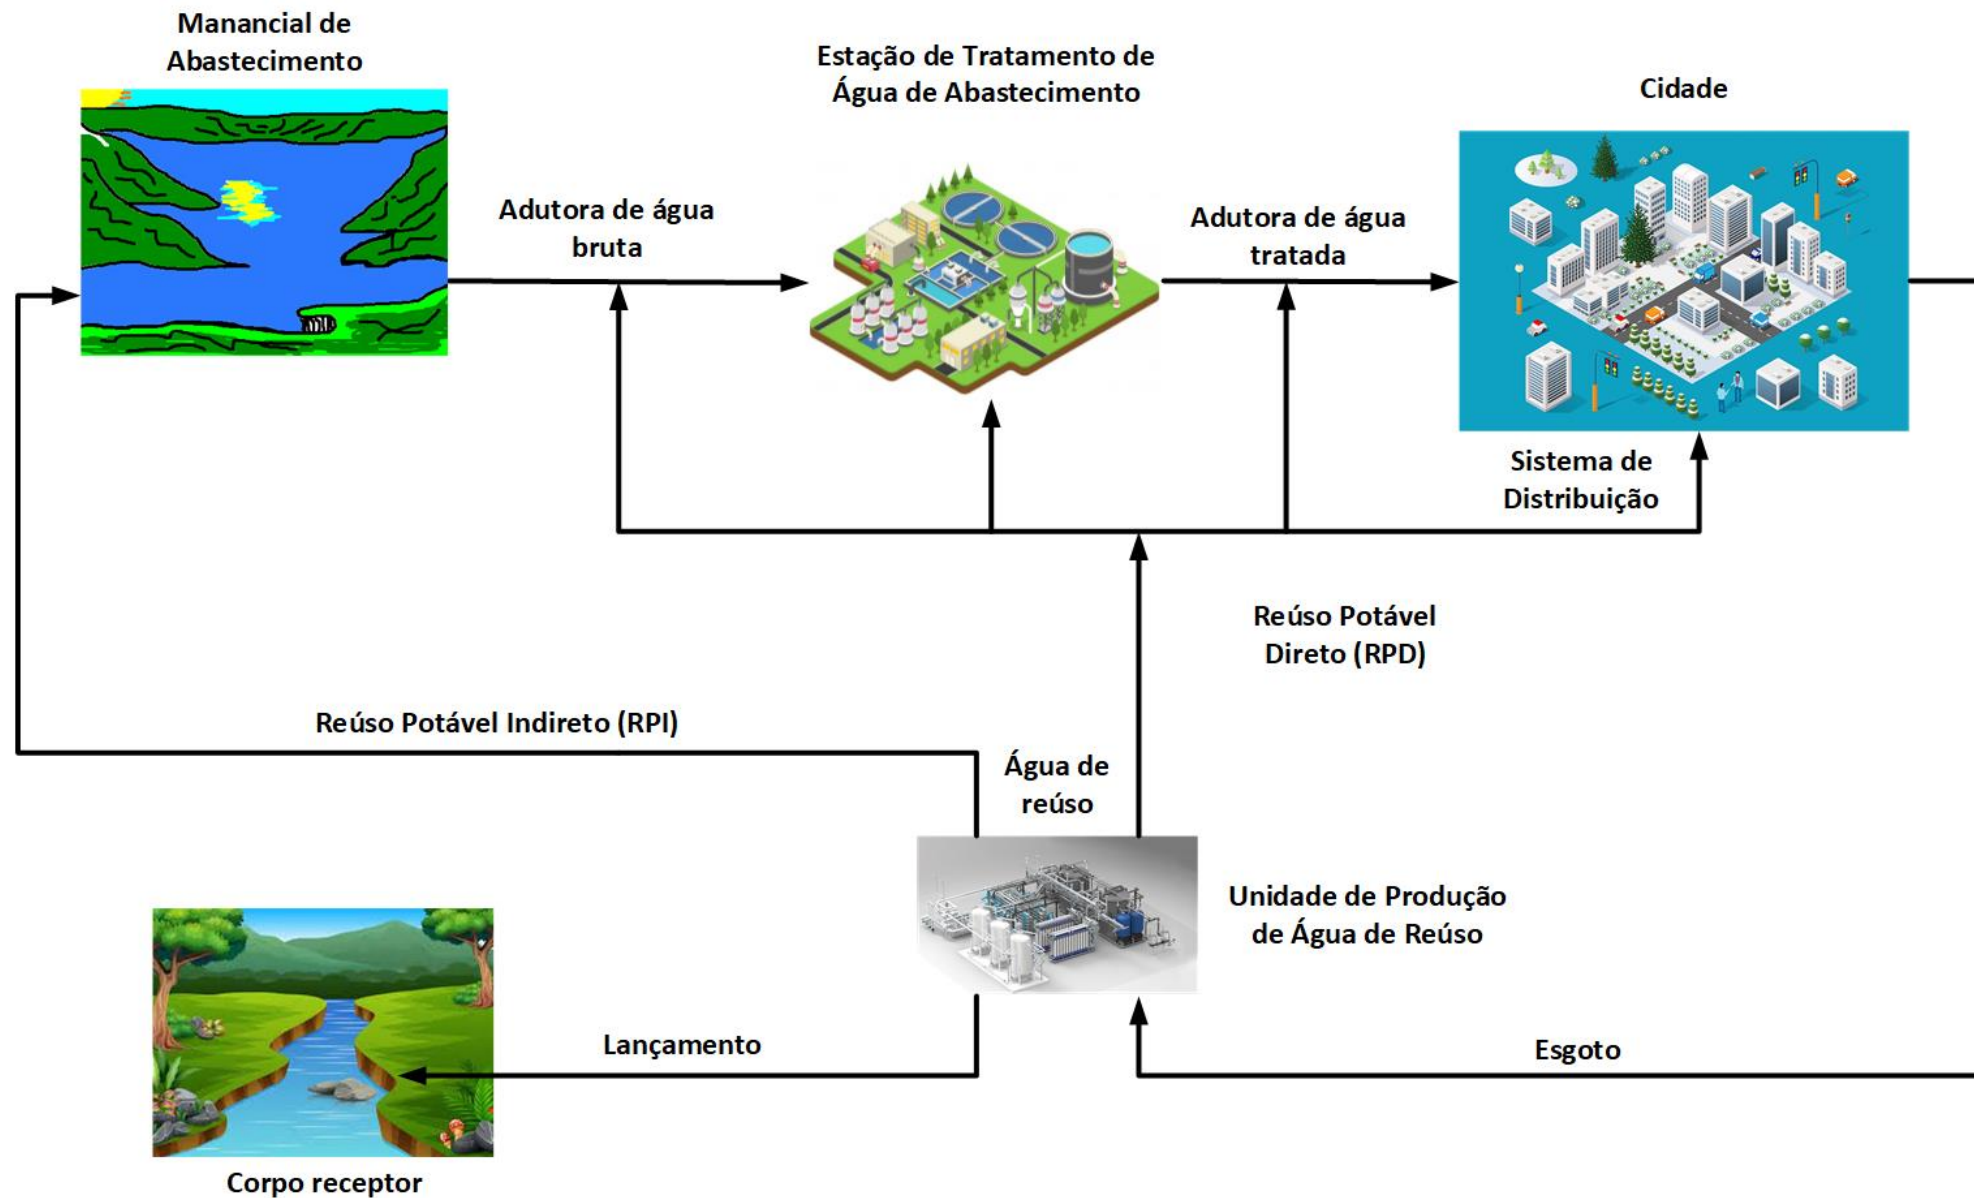 Manancial de
Abastecimento
Estação de Tratamento de
Água de Abastecimento
Cidade
Adutora de água
bruta
Adutora de água
tratada
Sistema de
Distribuição
Reúso Potável
Direto (RPD)
Reúso Potável Indireto (RPI)
Água de
reúso
Unidade de Produção
de Água de Reúso
Lançamento
Esgoto
Corpo receptor